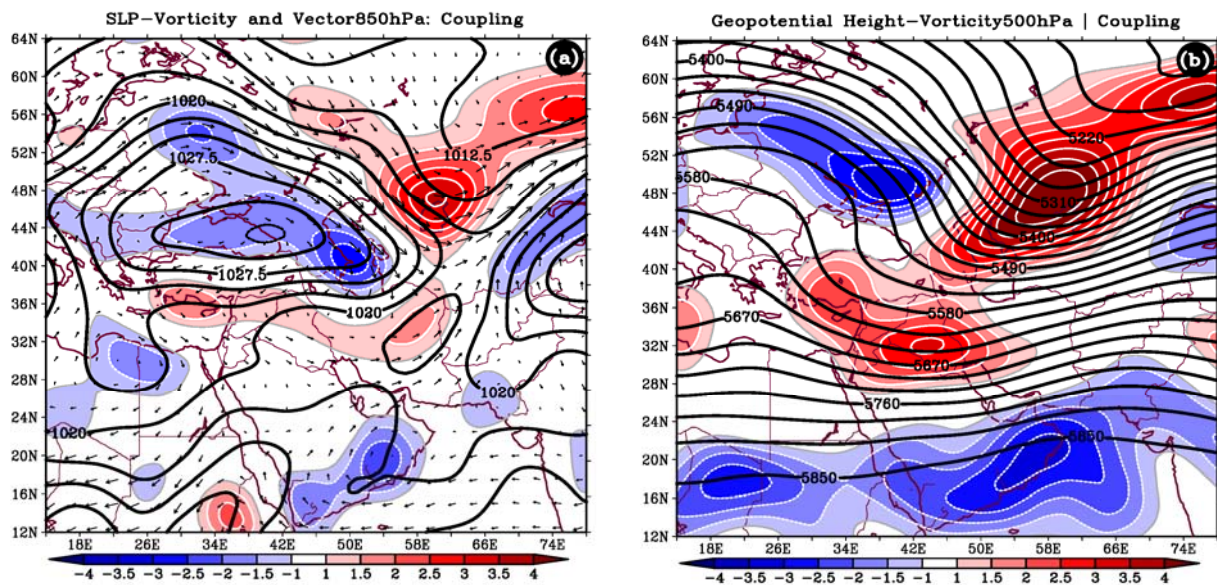 SLP-Vorticity and Vector850hPa: Coupling
(a)
64N
60N
56N
52N
48N
44N
40N
36N
32N
28N
24N
20N
16N
12N
1020
1027.5
1012.5
1027.5
1020
1020
1020
18E
26E
34E
42E
50E
58E
66E
74E
-4
-3.5
-3
-2.5
-2
-1.5
-1
1
1.5
2
2.5
3
3.5
4
Geopotential Height-Vorticity500hPa | Coupling
(b)
64N
60N
56N
52N
48N
44N
40N
36N
32N
28N
24N
20N
16N
12N
5400
5490
5220
5580
5310
5400
5490
5670
5580
5670
5760
5850
5850
18E
26E
34E
42E
50E
58E
66E
74E
-4
-3.5
-3
-2.5
-2
-1.5
-1
1
1.5
2
2.5
3
3.5
4